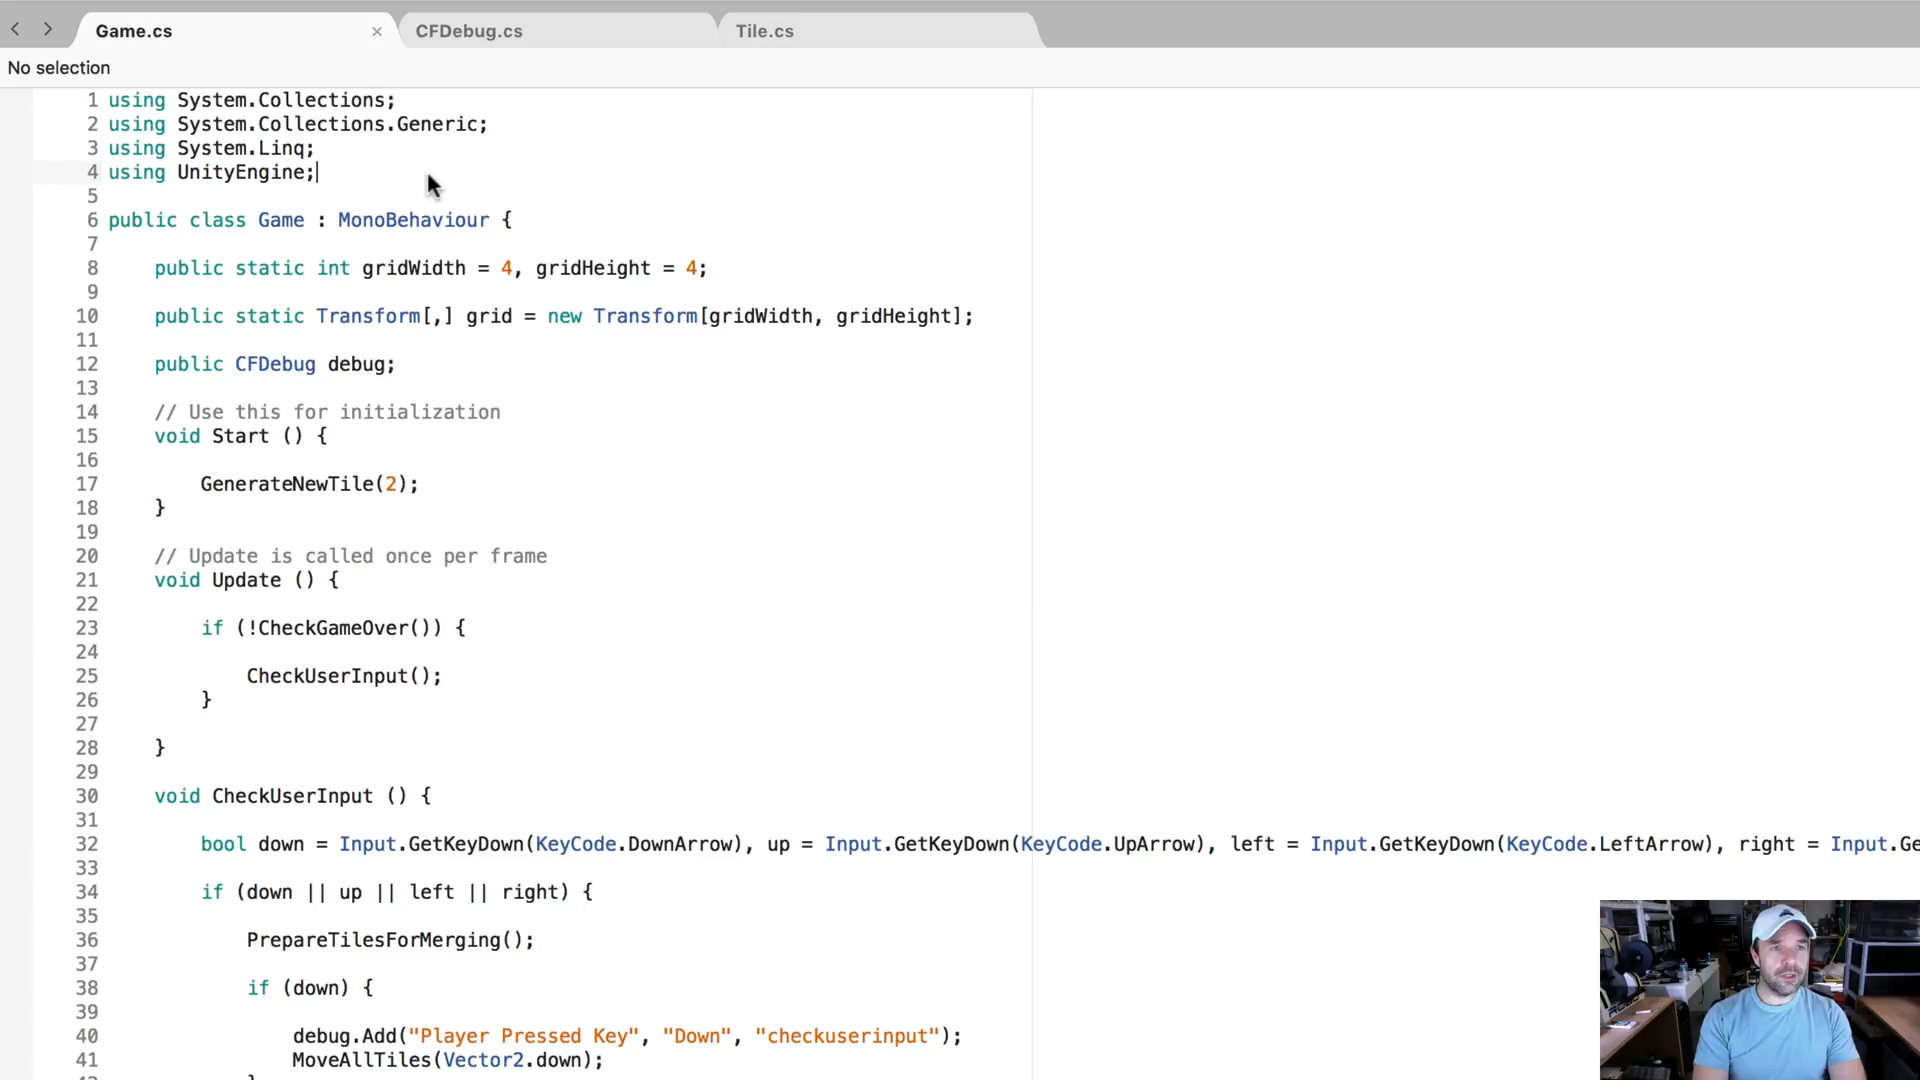 Game.cs × CFDebug.cs Tile.cs
No selection
1 using System.Collections;
2 using System.Collections.Generic;
3 using System.Linq;
4 using UnityEngine;
5
6 public class Game : MonoBehaviour {
7
8 public static int gridWidth = 4, gridHeight = 4;
9
10 public static Transform[,] grid = new Transform[gridWidth, gridHeight];
11
12 public CFDebug debug;
13
14 // Use this for initialization
15 void Start () {
16
17 GenerateNewTile(2);
18 }
19
20 // Update is called once per frame
21 void Update () {
22
23 if (!CheckGameOver()) {
24
25 CheckUserInput();
26 }
27
28 }
29
30 void CheckUserInput () {
31
32 bool down = Input.GetKeyDown(KeyCode.DownArrow), up = Input.GetKeyDown(KeyCode.UpArrow), left = Input.GetKeyDown(KeyCode.LeftArrow), right = Input.Ge
33
34 if (down || up || left || right) {
35
36 PrepareTilesForMerging();
37
38 if (down) {
39
40 debug.Add("Player Pressed Key", "Down", "checkuserinput");
41 MoveAllTiles(Vector2.down);